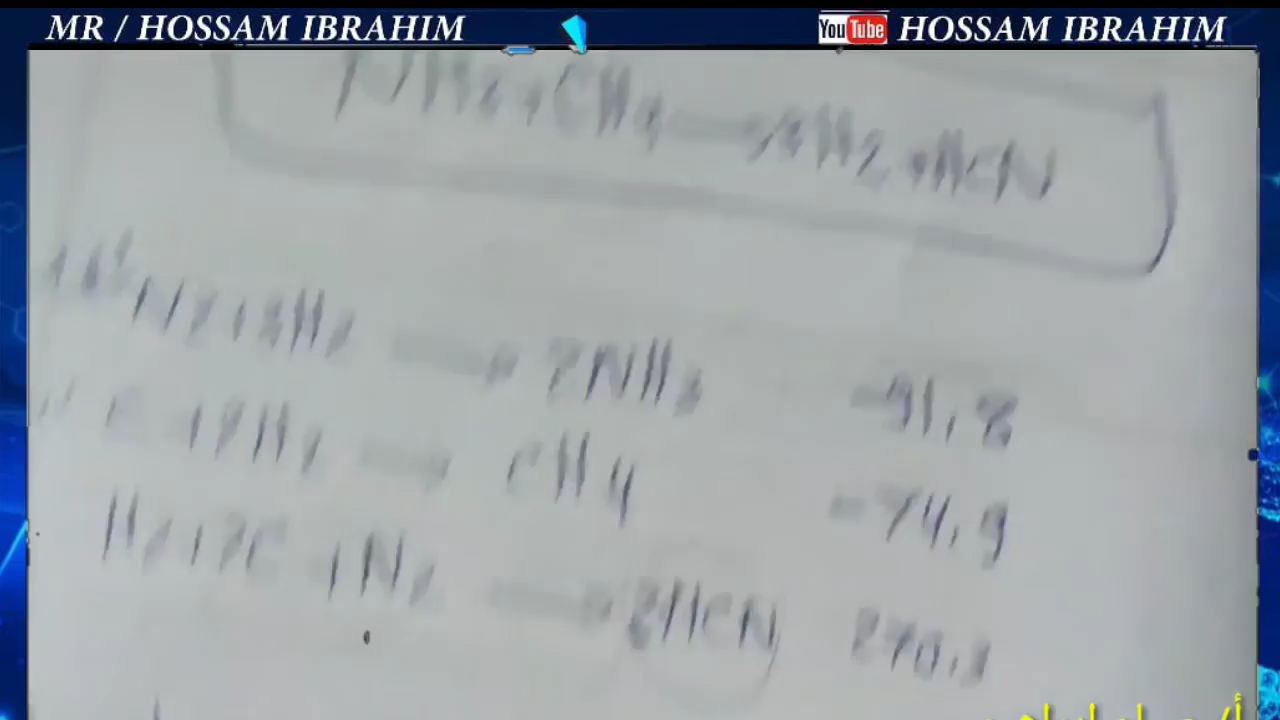 MR / HOSSAM IBRAHIM
YouTube HOSSAM IBRAHIM
NH3 + CH4 → 3H2 + HCN
N2 + 3H2 → 2NH3 -91,8
C + 2H2 → CH4 -74,9
H2 + 2C + N2 → 2HCN 270,3